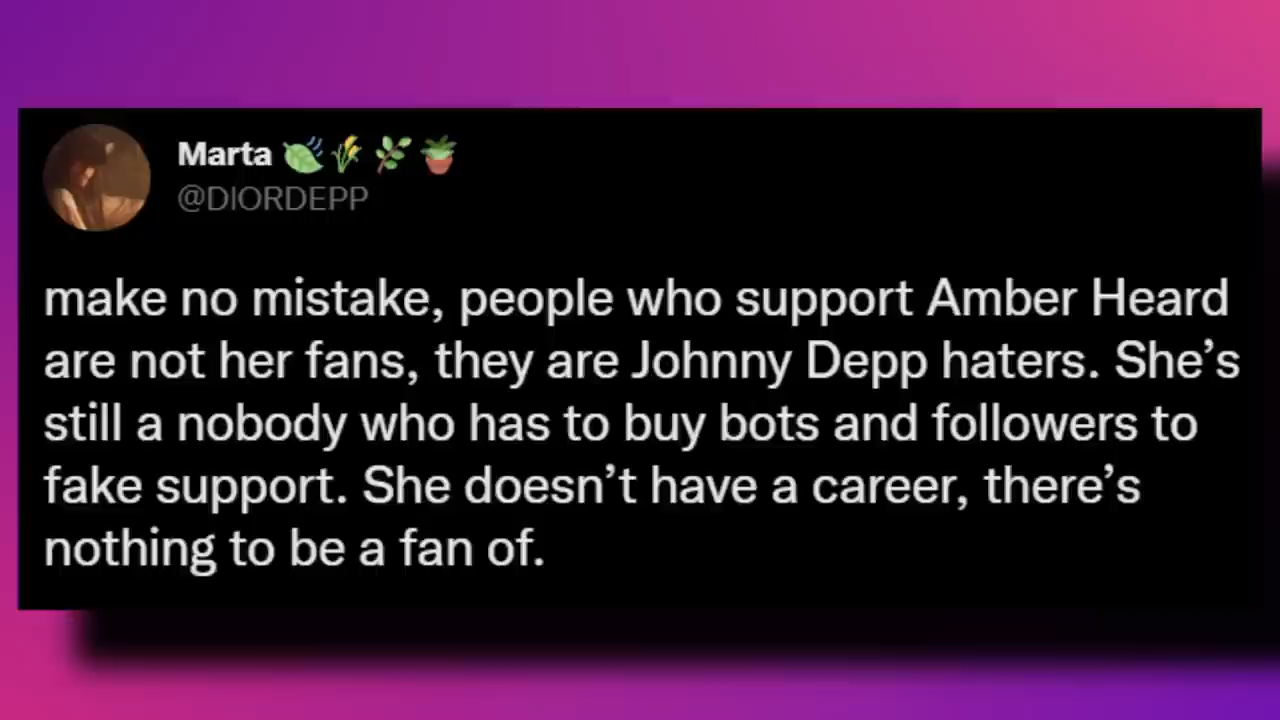 Marta 🍃🌾🌿🪴
@DIORDEPP
make no mistake, people who support Amber Heard
are not her fans, they are Johnny Depp haters. She’s
still a nobody who has to buy bots and followers to
fake support. She doesn’t have a career, there’s
nothing to be a fan of.